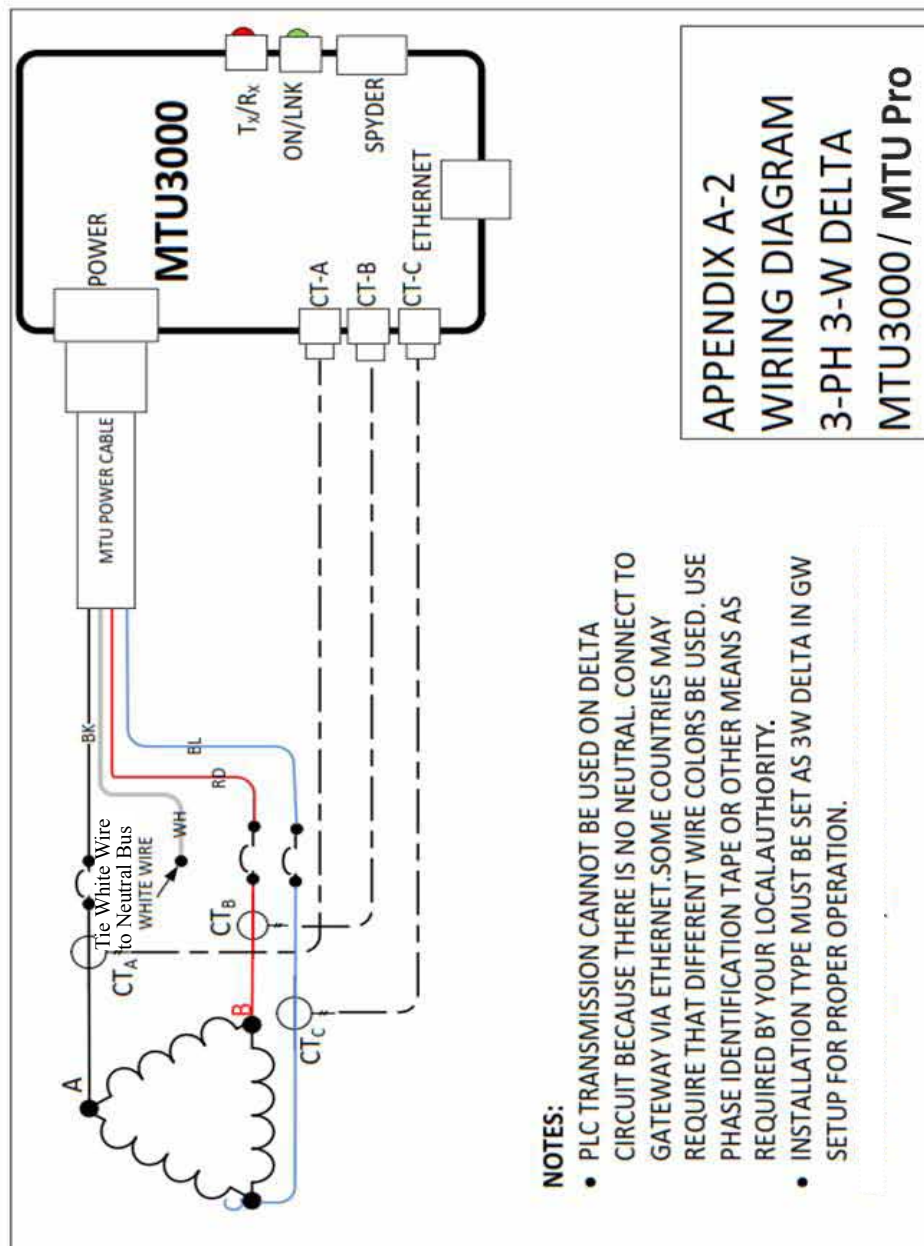 MTU3000
POWER
Tx/Rx
ON/LNK
SPYDER
ETHERNET
CT-A
CT-B
CT-C
MTU POWER CABLE
BK
BL
RD
WH
Tie White Wire
to Neutral Bus
WHITE WIRE
CTA
CTB
CTC
A
B
C
NOTES:
• PLC TRANSMISSION CANNOT BE USED ON DELTA
CIRCUIT BECAUSE THERE IS NO NEUTRAL. CONNECT TO
GATEWAY VIA ETHERNET.SOME COUNTRIES MAY
REQUIRE THAT DIFFERENT WIRE COLORS BE USED. USE
PHASE IDENTIFICATION TAPE OR OTHER MEANS AS
REQUIRED BY YOUR LOCAL AUTHORITY.
• INSTALLATION TYPE MUST BE SET AS 3W DELTA IN GW
SETUP FOR PROPER OPERATION.
APPENDIX A-2
WIRING DIAGRAM
3-PH 3-W DELTA
MTU3000/ MTU Pro